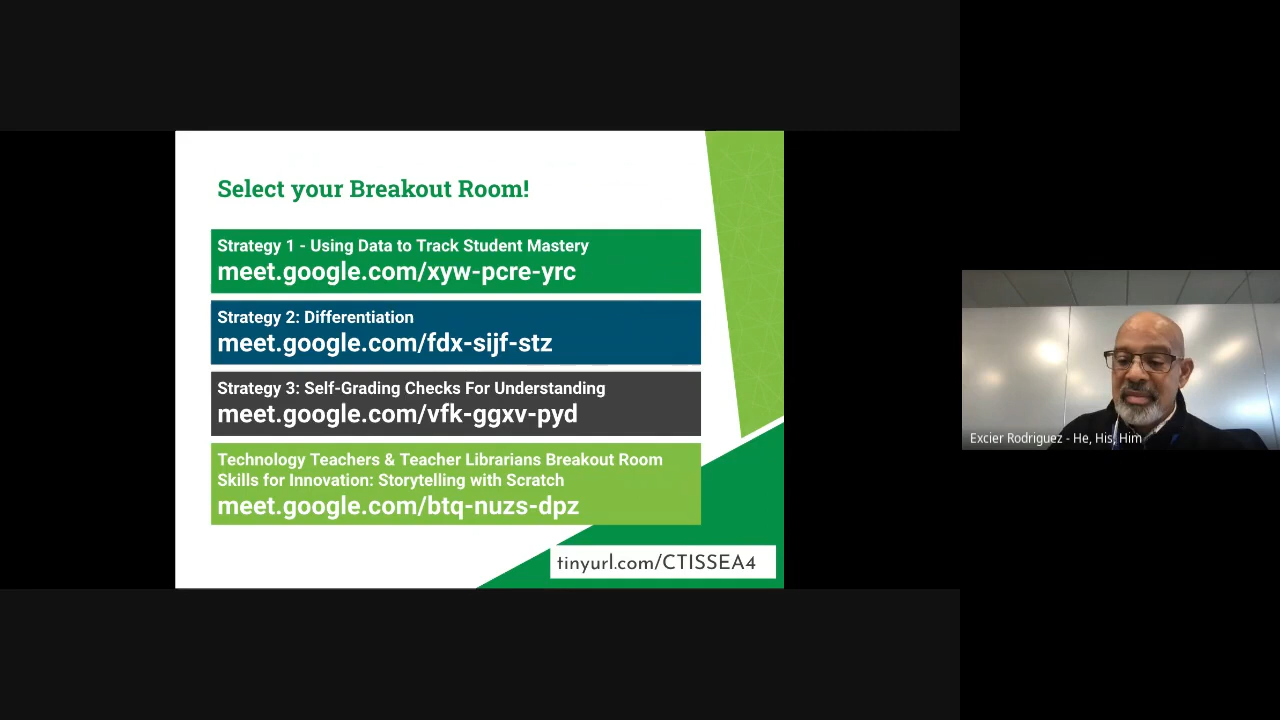 Select your Breakout Room!
Strategy 1 - Using Data to Track Student Mastery
meet.google.com/xyw-pcre-yrc
Strategy 2: Differentiation
meet.google.com/fdx-sijf-stz
Strategy 3: Self-Grading Checks For Understanding
meet.google.com/vfk-ggxv-pyd
Technology Teachers & Teacher Librarians Breakout Room
Skills for Innovation: Storytelling with Scratch
meet.google.com/btq-nuzs-dpz
tinyurl.com/CTISSEA4
Excier Rodriguez - He, His, Him